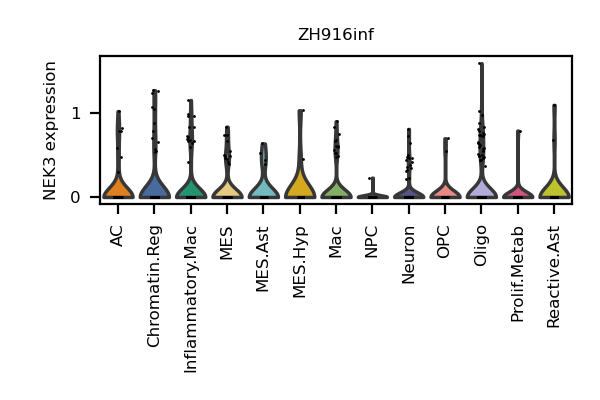 ZH916inf
NEK3 expression
1
0
AC
Chromatin.Reg
Inflammatory.Mac
MES
MES.Ast
MES.Hyp
Mac
NPC
Neuron
OPC
Oligo
Prolif.Metab
Reactive.Ast